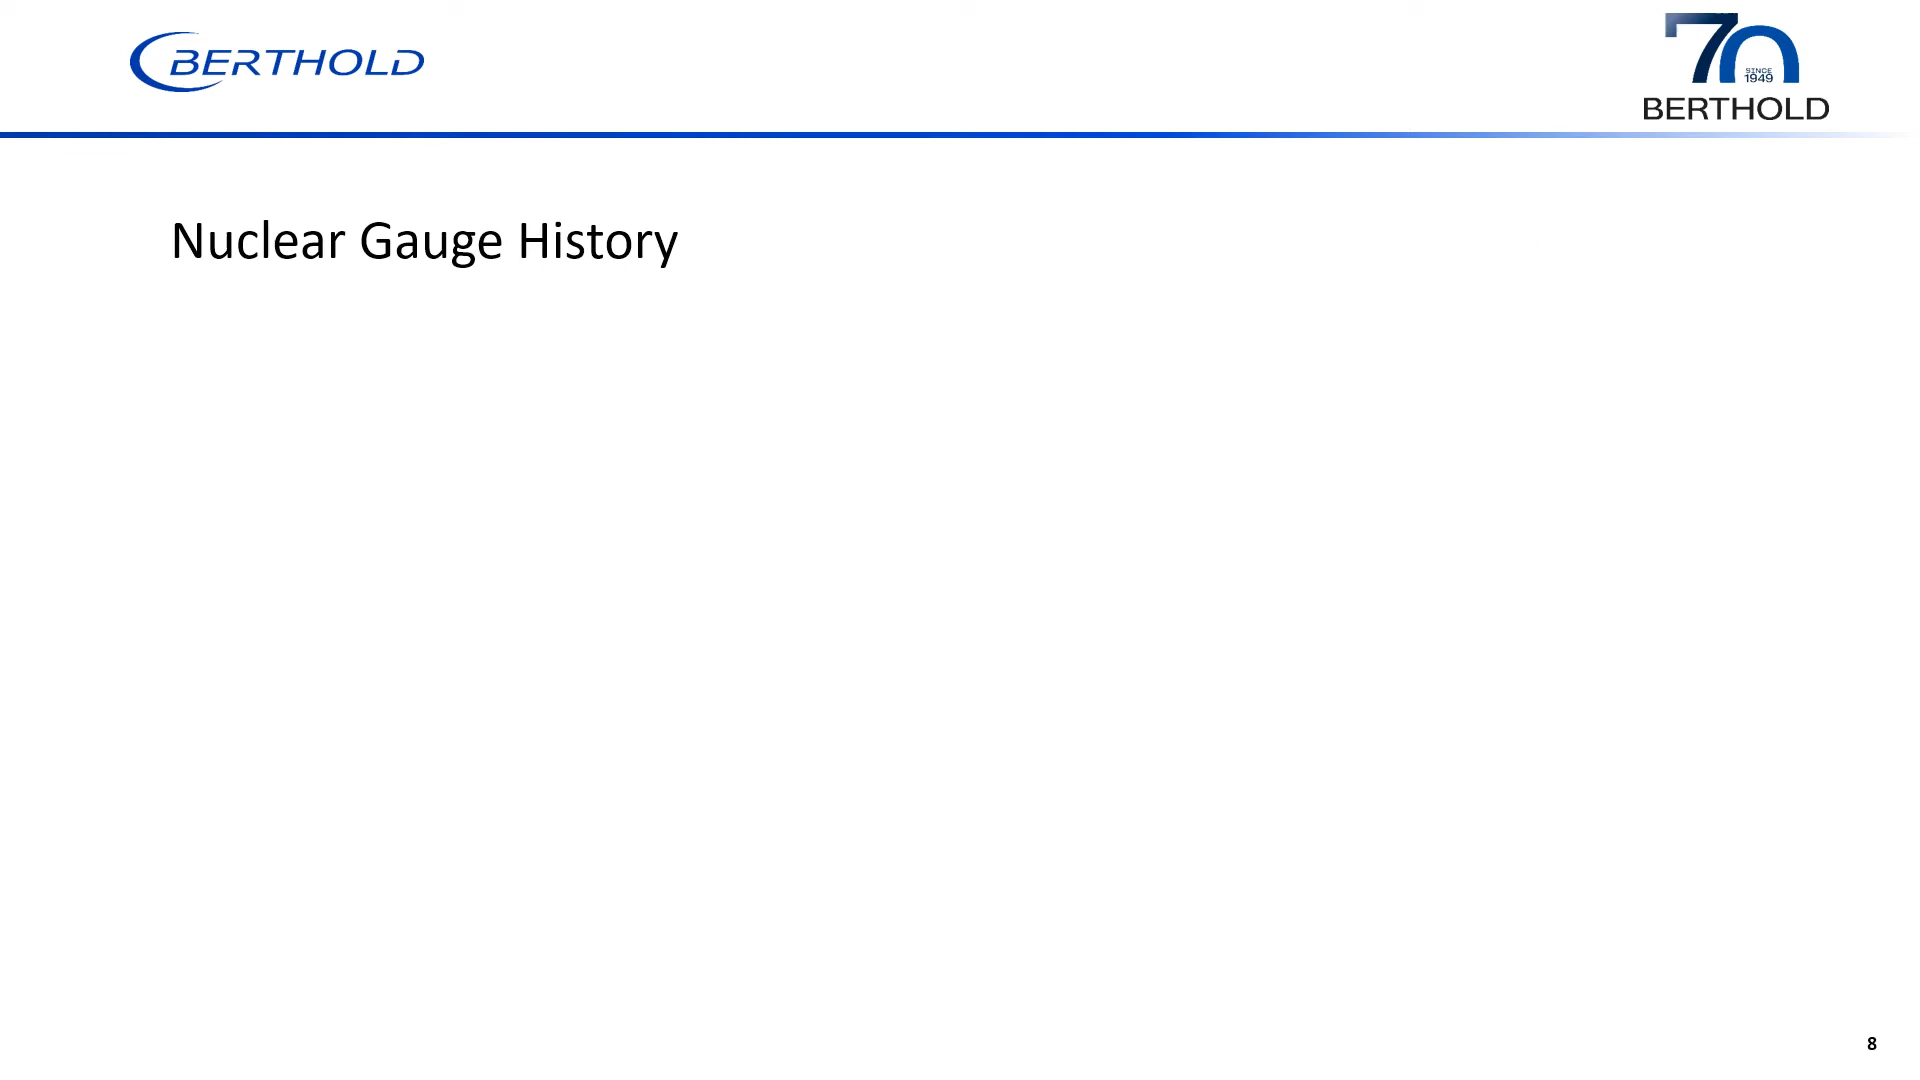 BERTHOLD
70
SINCE
1949
BERTHOLD
Nuclear Gauge History
8